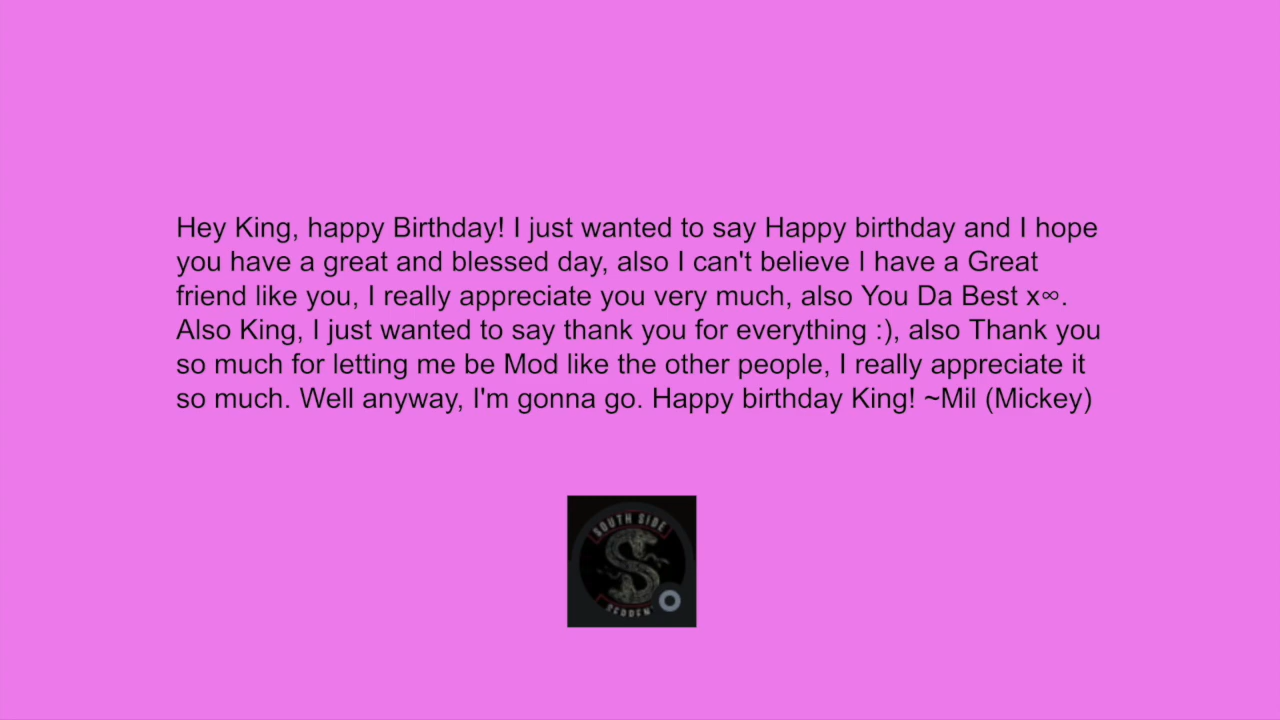 Hey King, happy Birthday! I just wanted to say Happy birthday and I hope
you have a great and blessed day, also I can't believe I have a Great
friend like you, I really appreciate you very much, also You Da Best x∞.
Also King, I just wanted to say thank you for everything :), also Thank you
so much for letting me be Mod like the other people, I really appreciate it
so much. Well anyway, I'm gonna go. Happy birthday King! ~Mil (Mickey)
SOUTH SIDE